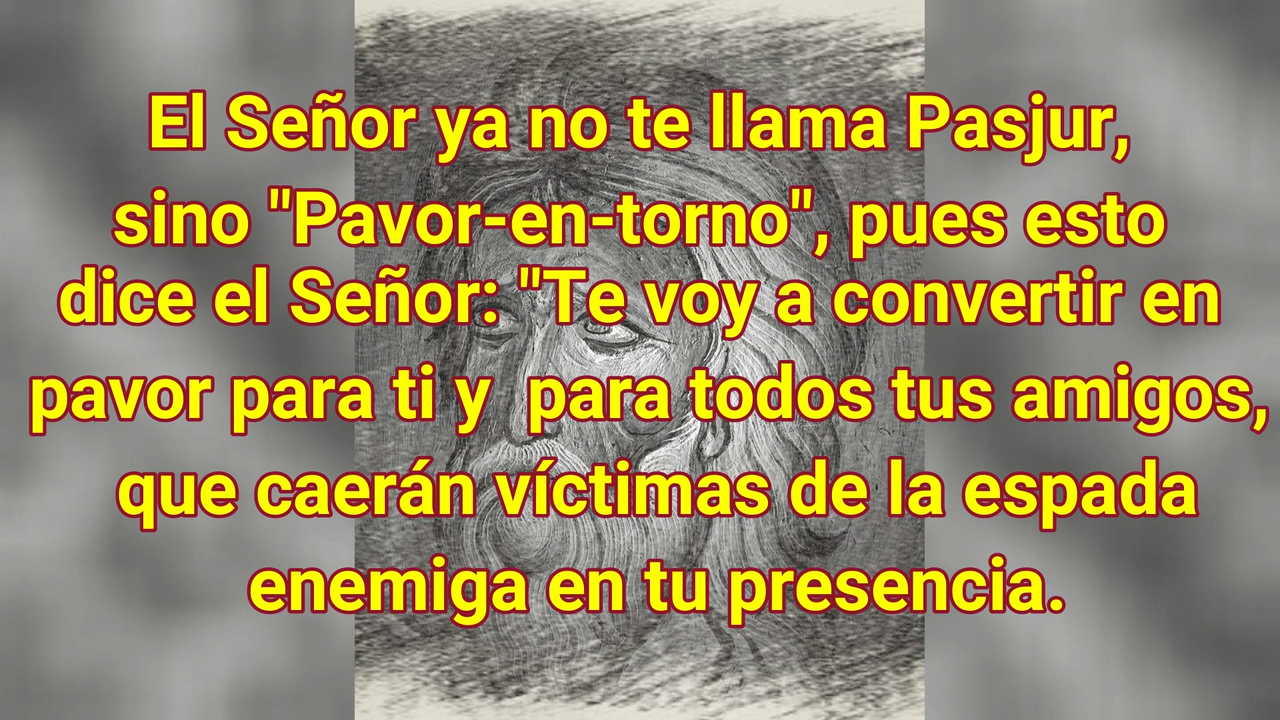 El Señor ya no te llama Pasjur,
sino "Pavor-en-torno", pues esto
dice el Señor: "Te voy a convertir en
pavor para ti y  para todos tus amigos,
que caerán víctimas de la espada
enemiga en tu presencia.